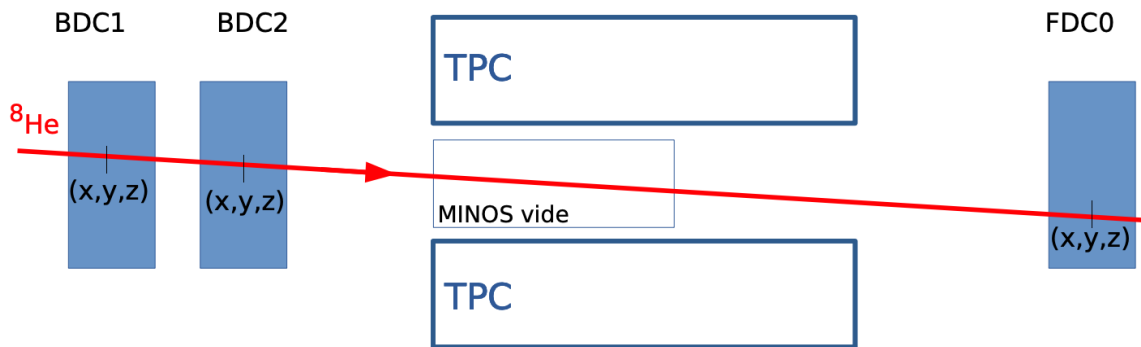 BDC1
BDC2
FDC0
TPC
⁸He
(x,y,z)
(x,y,z)
MINOS vide
(x,y,z)
TPC